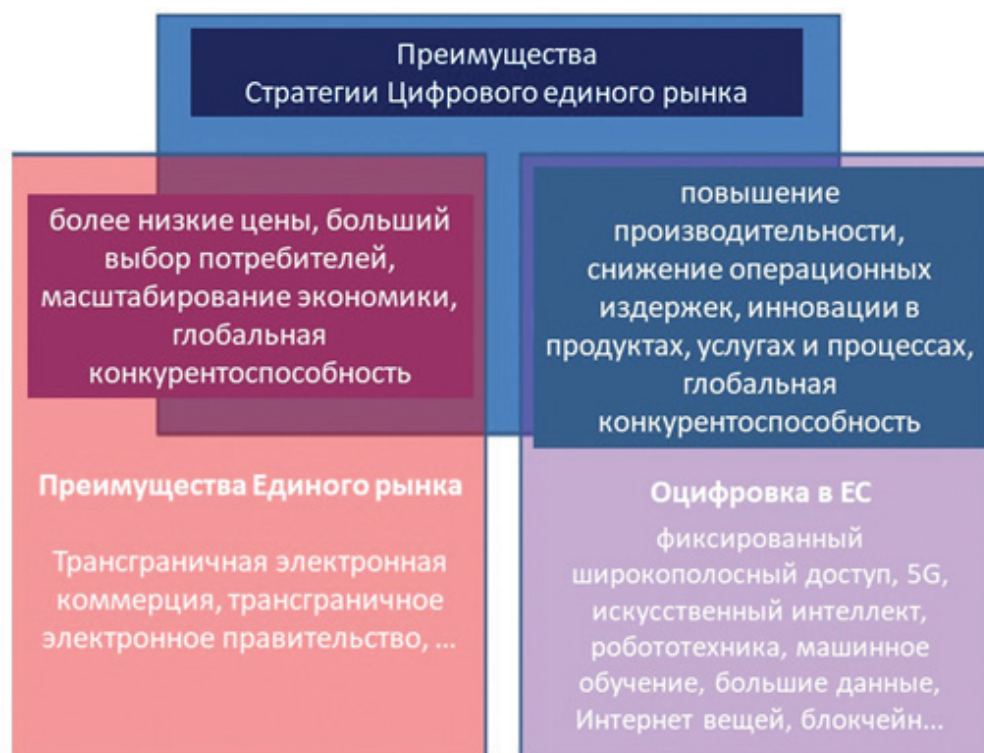 Преимущества
Стратегии Цифрового единого рынка
более низкие цены, больший
выбор потребителей,
масштабирование экономики,
глобальная
конкурентоспособность
Преимущества Единого рынка
Трансграничная электронная
коммерция, трансграничное
электронное правительство, ...
повышение
производительности,
снижение операционных
издержек, инновации в
продуктах, услугах и процессах,
глобальная
конкурентоспособность
Оцифровка в ЕС
фиксированный
широкополосный доступ, 5G,
искусственный интеллект,
робототехника, машинное
обучение, большие данные,
Интернет вещей, блокчейн...